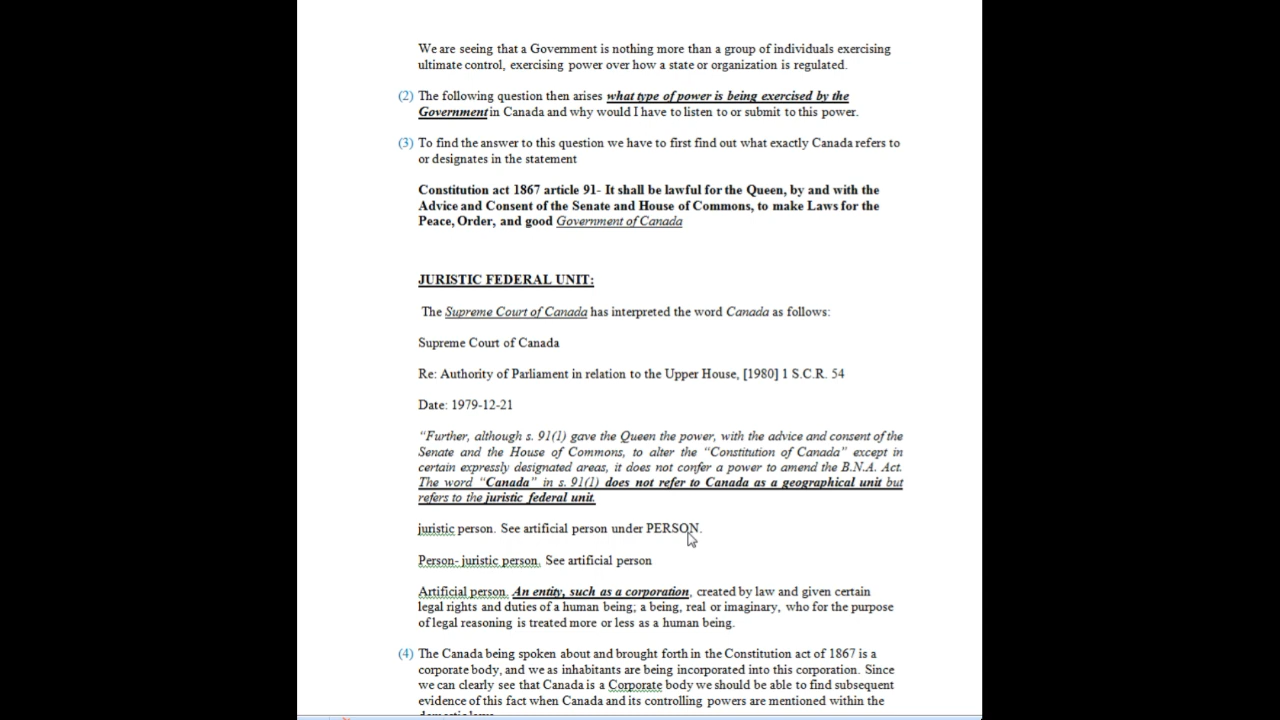 We are seeing that a Government is nothing more than a group of individuals exercising
ultimate control, exercising power over how a state or organization is regulated.
(2) The following question then arises what type of power is being exercised by the
Government in Canada and why would I have to listen to or submit to this power.
(3) To find the answer to this question we have to first find out what exactly Canada refers to
or designates in the statement
Constitution act 1867 article 91- It shall be lawful for the Queen, by and with the
Advice and Consent of the Senate and House of Commons, to make Laws for the
Peace, Order, and good Government of Canada
JURISTIC FEDERAL UNIT:
The Supreme Court of Canada has interpreted the word Canada as follows:
Supreme Court of Canada
Re: Authority of Parliament in relation to the Upper House, [1980] 1 S.C.R. 54
Date: 1979-12-21
“Further, although s. 91(1) gave the Queen the power, with the advice and consent of the
Senate and the House of Commons, to alter the “Constitution of Canada” except in
certain expressly designated areas, it does not confer a power to amend the B.N.A. Act.
The word “Canada” in s. 91(1) does not refer to Canada as a geographical unit but
refers to the juristic federal unit.
juristic person. See artificial person under PERSON.
Person- juristic person. See artificial person
Artificial person. An entity, such as a corporation, created by law and given certain
legal rights and duties of a human being; a being, real or imaginary, who for the purpose
of legal reasoning is treated more or less as a human being.
(4) The Canada being spoken about and brought forth in the Constitution act of 1867 is a
corporate body, and we as inhabitants are being incorporated into this corporation. Since
we can clearly see that Canada is a Corporate body we should be able to find subsequent
evidence of this fact when Canada and its controlling powers are mentioned within the